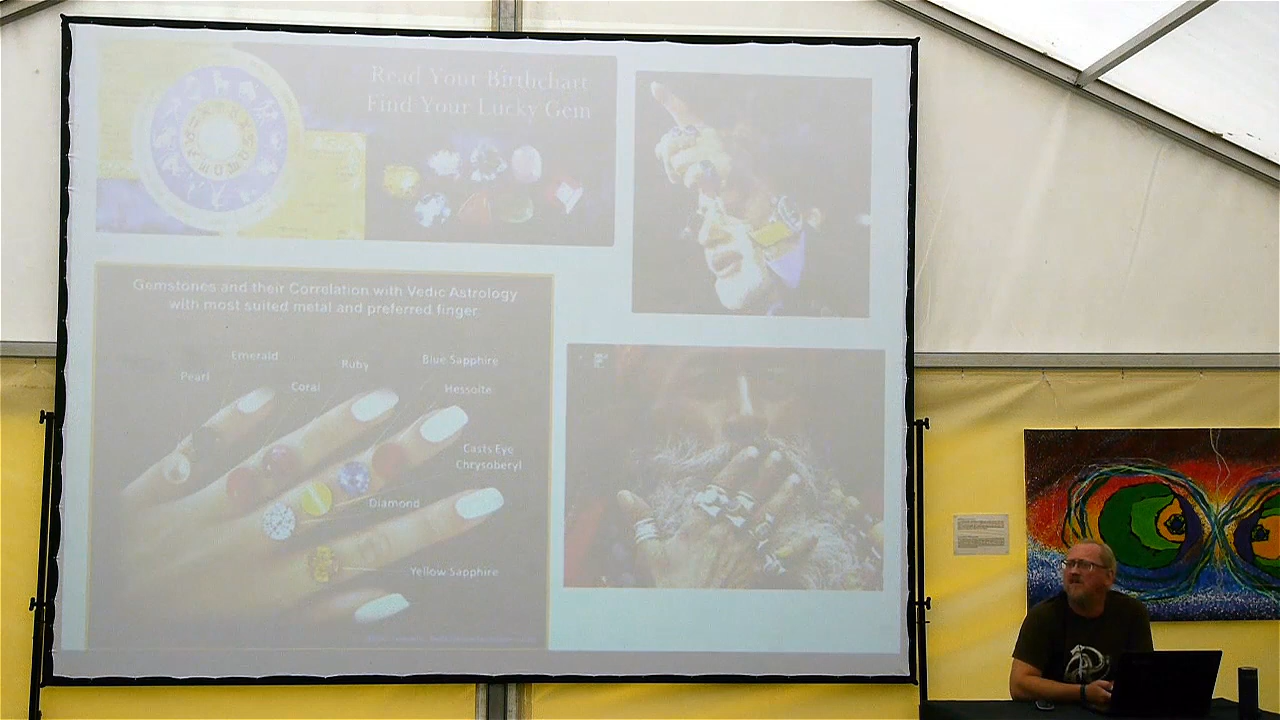 Read Your Birthchart
Find Your Lucky Gem
Gemstones and their Correlation with Vedic Astrology
with most suited metal and preferred finger
Emerald
Ruby
Blue Sapphire
Pearl
Coral
Hessoite
Casts Eye
Chrysoberyl
Diamond
Yellow Sapphire